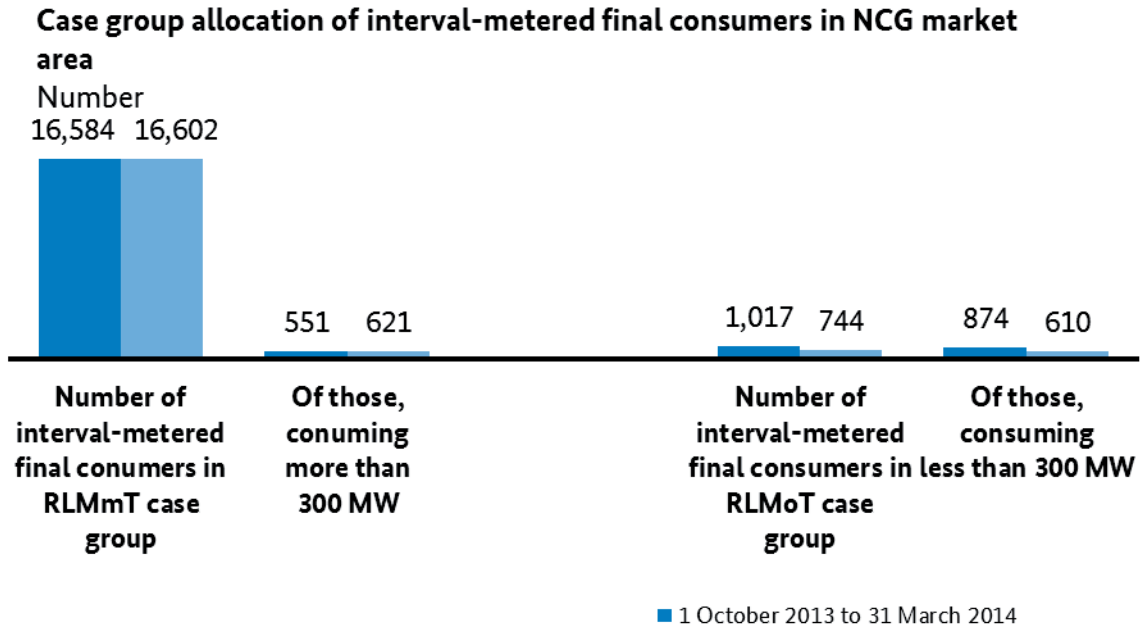 Case group allocation of interval-metered final consumers in NCG market
area
Number
16,584 16,602
551 621
1,017 744
874 610
Number of
interval-metered
final conumers in
RLMmT case
group
Of those,
conuming
more than
300 MW
Number of
interval-metered
final consumers in
RLMoT case
group
Of those,
consuming
less than 300 MW
1 October 2013 to 31 March 2014